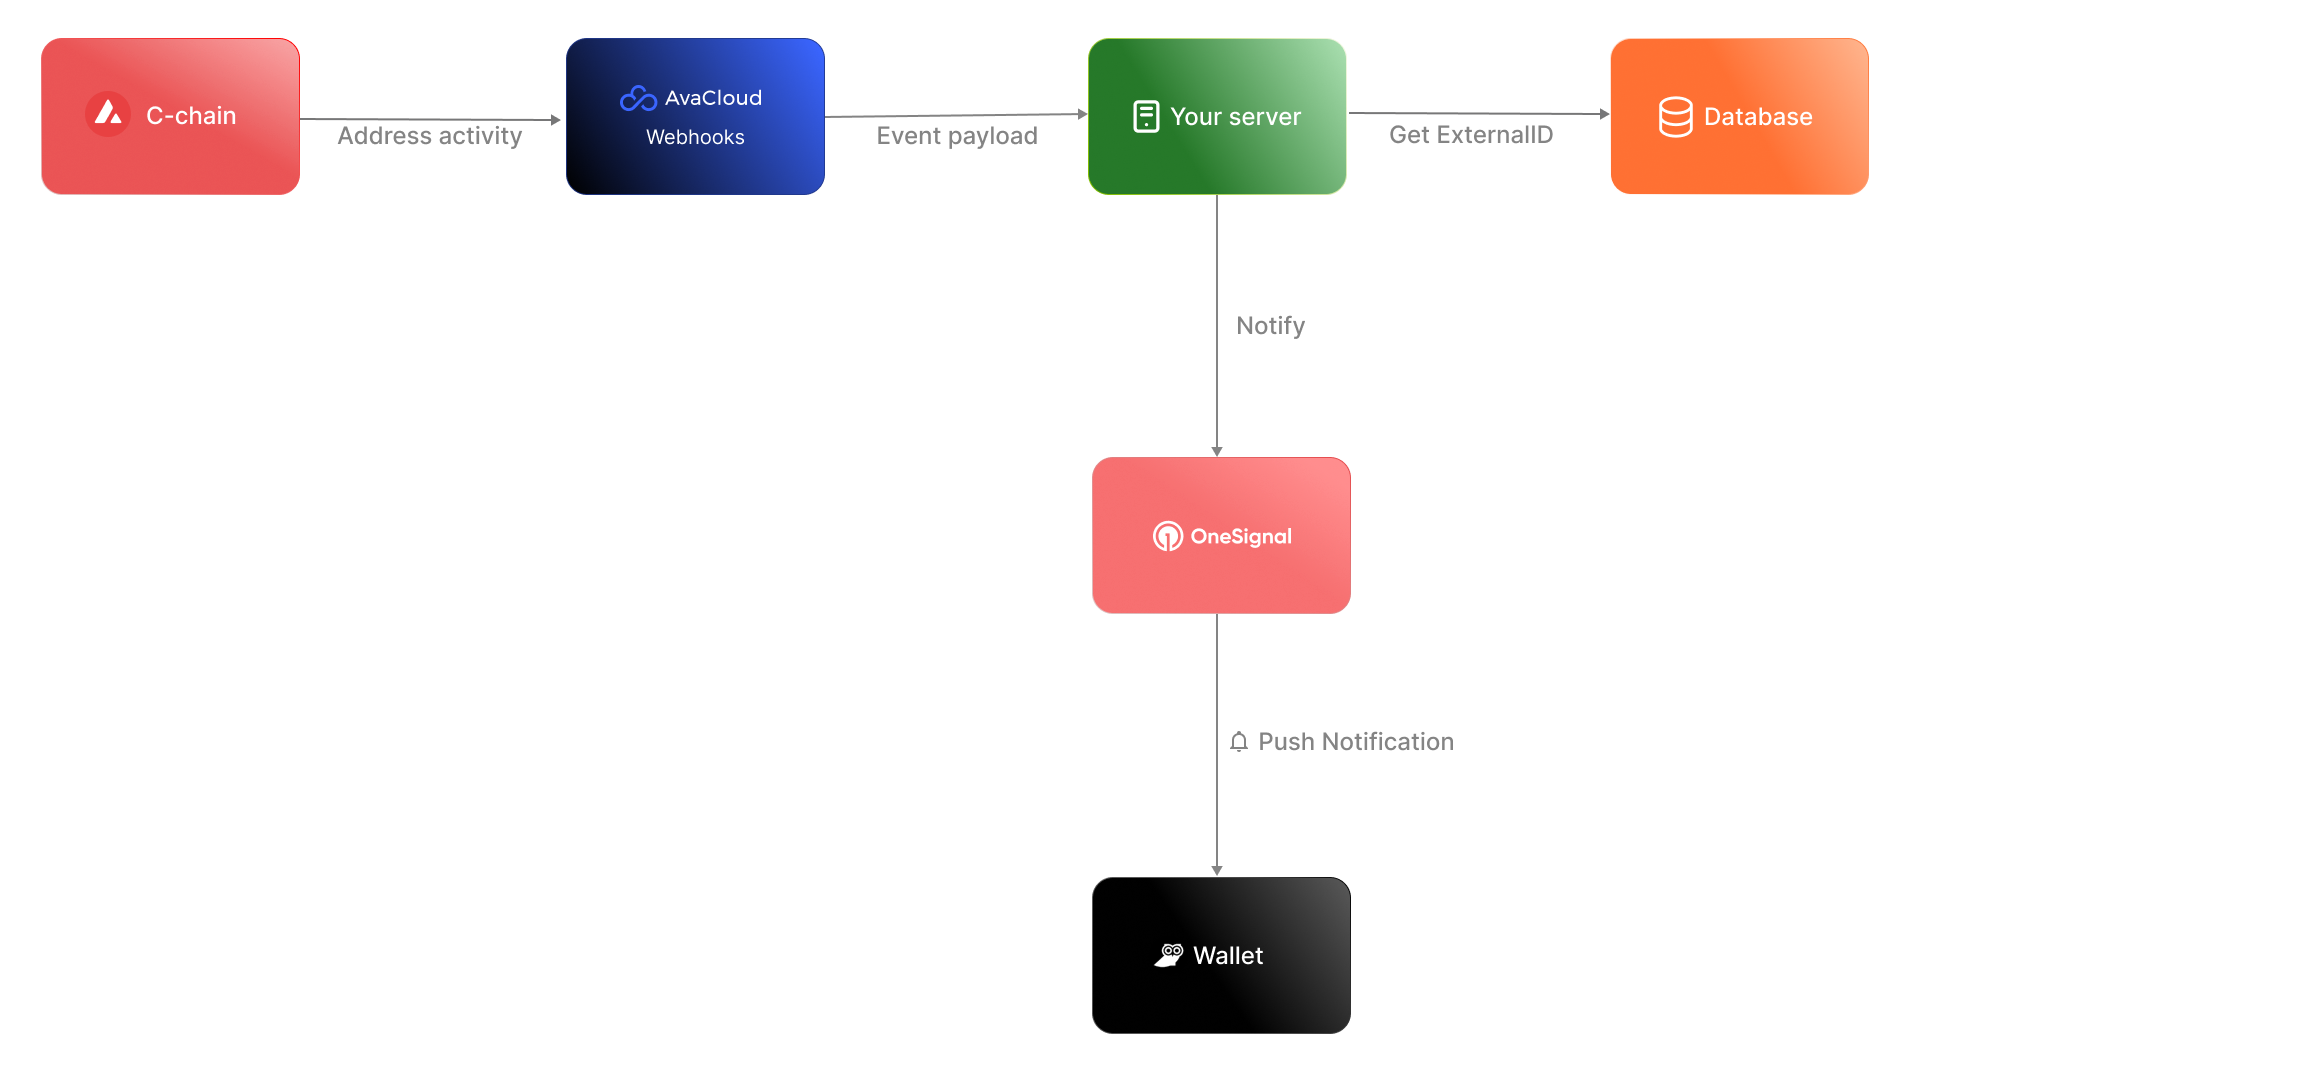 C-chain
Address activity
AvaCloud
Webhooks
Event payload
Your server
Get ExternalID
Database
Notify
OneSignal
Push Notification
Wallet